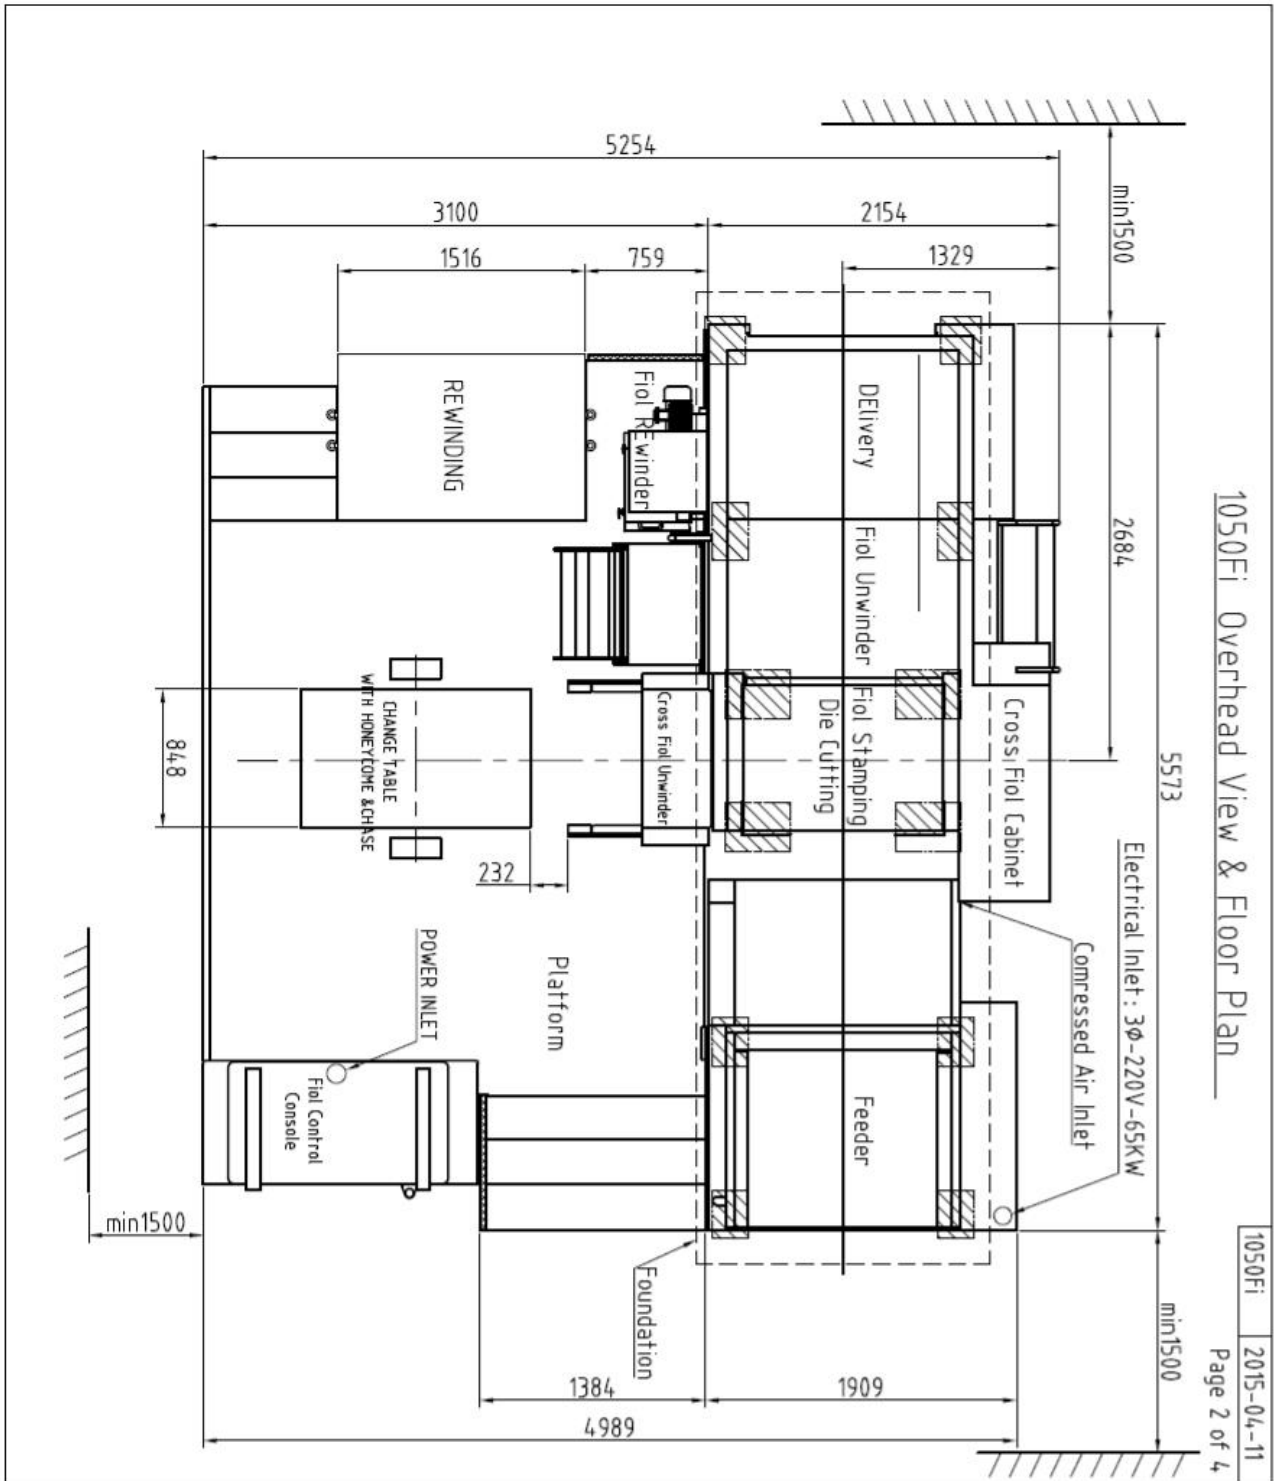 1050Fi Overhead View & Floor Plan
1050Fi
2015-04-11
Page 2 of 4
5254
3100
2154
1516
759
1329
min1500
2684
5573
REWINDING
Fiol REwinder
DElivery
Fiol Unwinder
Fiol Stamping
Die Cutting
Cross Fiol Cabinet
Cross Fiol Unwinder
CHANGE TABLE
WITH HONEYCOME &CHASE
848
232
Electrical Inlet: 3Φ-220V-65KW
Comressed Air Inlet
POWER INLET
Platform
Fiol Control
Console
Feeder
Foundation
min1500
min1500
1384
1909
4989